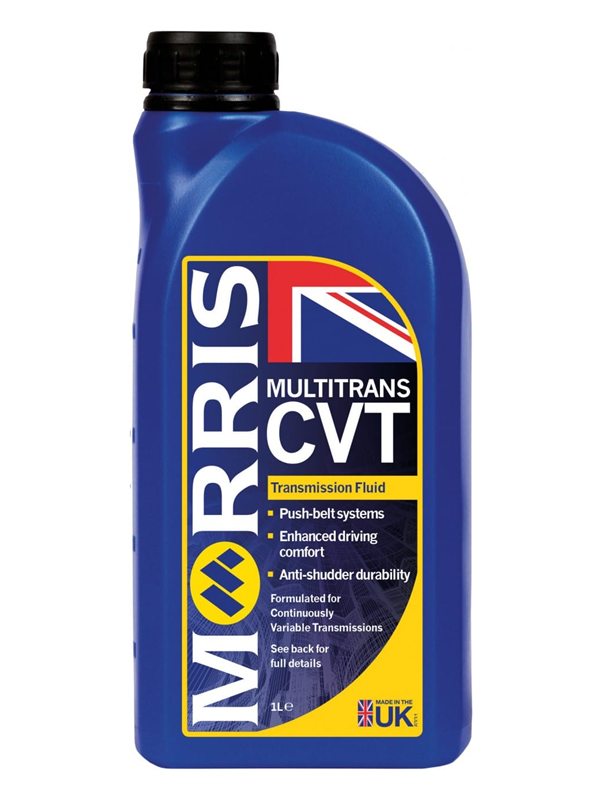 MORRIS
MULTITRANS
CVT
Transmission Fluid
Push-belt systems
Enhanced driving
comfort
Anti-shudder durability
Formulated for
Continuously
Variable Transmissions
See back for
full details
1L℮
MADE IN THE
UK